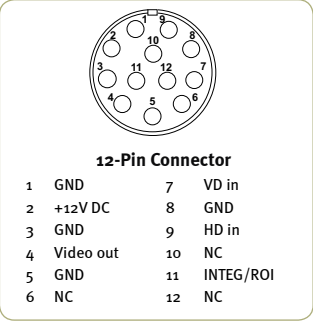 1 9
2 10 8
3 11 12 7
4 5 6
12-Pin Connector
1 GND 7 VD in
2 +12V DC 8 GND
3 GND 9 HD in
4 Video out 10 NC
5 GND 11 INTEG/ROI
6 NC 12 NC